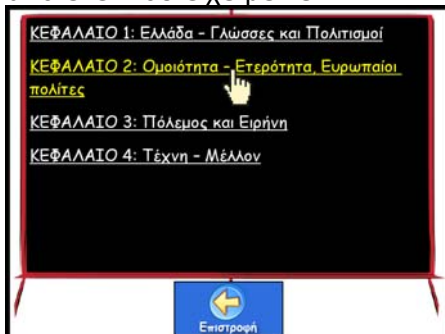 ΚΕΦΑΛΑΙΟ 1: Ελλάδα - Γλώσσες και Πολιτισμοί
ΚΕΦΑΛΑΙΟ 2: Ομοιότητα - Ετερότητα, Ευρωπαίοι
πολίτες
ΚΕΦΑΛΑΙΟ 3: Πόλεμος και Ειρήνη
ΚΕΦΑΛΑΙΟ 4: Τέχνη - Μέλλον
Επιστροφή